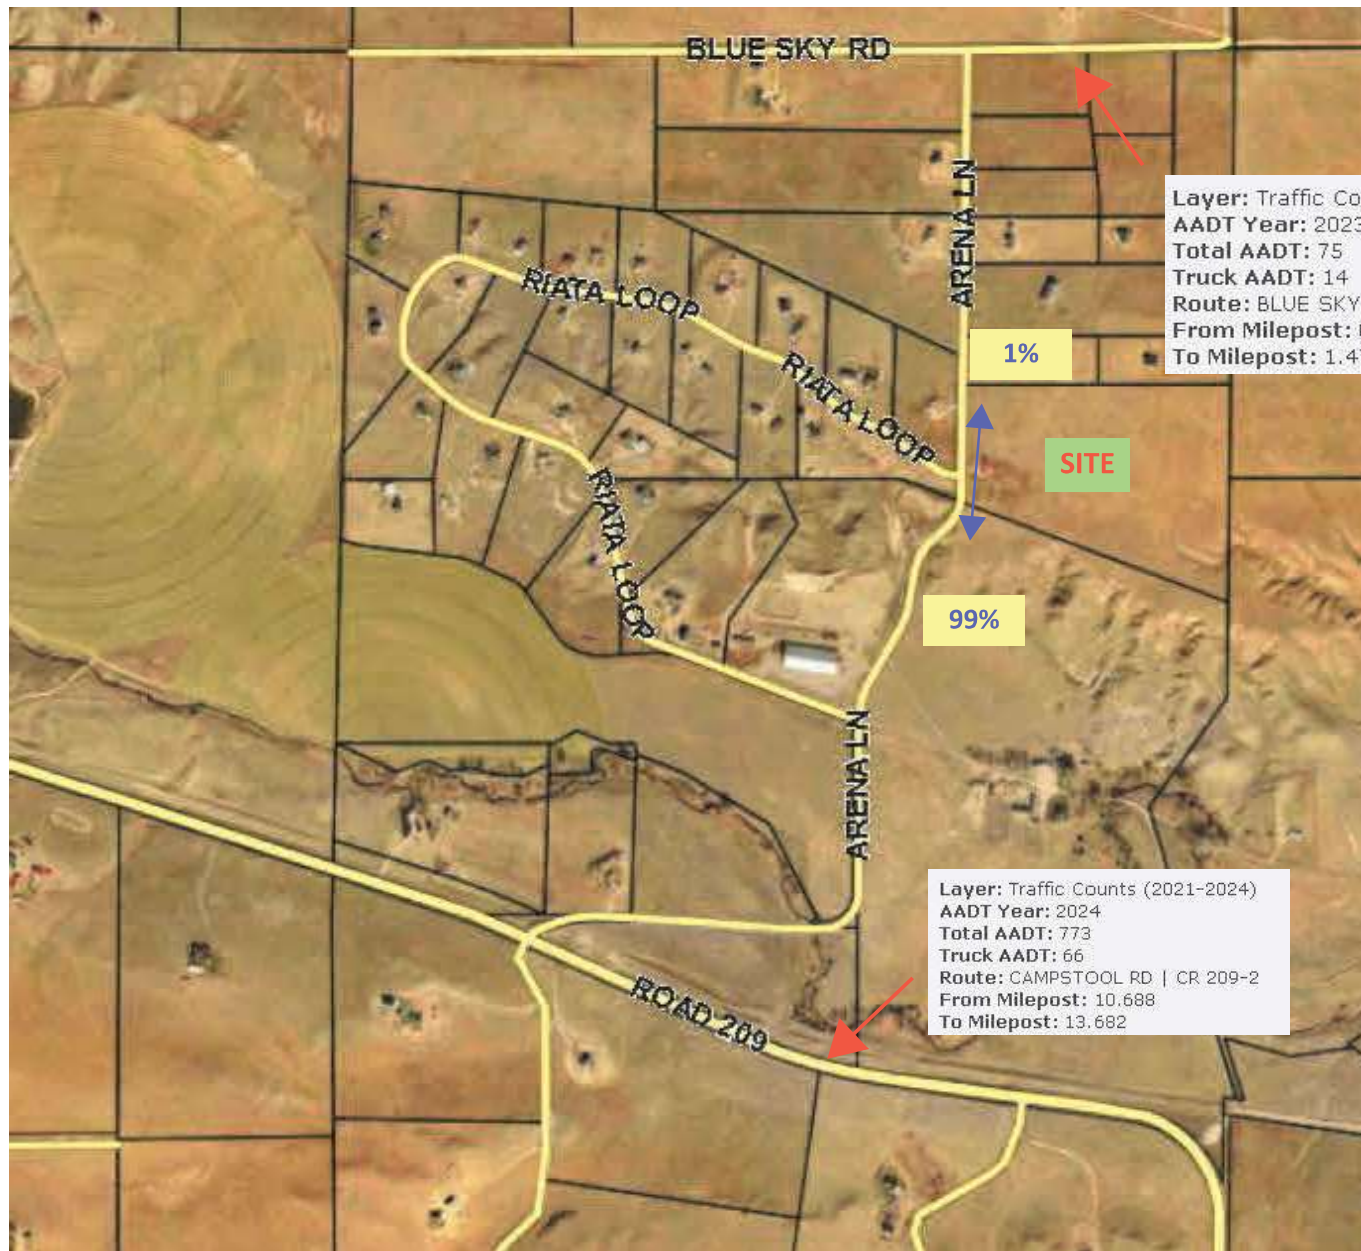 BLUE SKY RD
ARENA LN
Layer: Traffic Co
AADT Year: 2023
Total AADT: 75
Truck AADT: 14
Route: BLUE SKY
From Milepost:
To Milepost: 1.4
RIATA LOOP
RIATA LOOP
1%
SITE
RIATA LOOP
99%
ARENA LN
Layer: Traffic Counts (2021-2024)
AADT Year: 2024
Total AADT: 773
Truck AADT: 66
Route: CAMPSTOOL RD | CR 209-2
From Milepost: 10.688
To Milepost: 13.682
ROAD 209